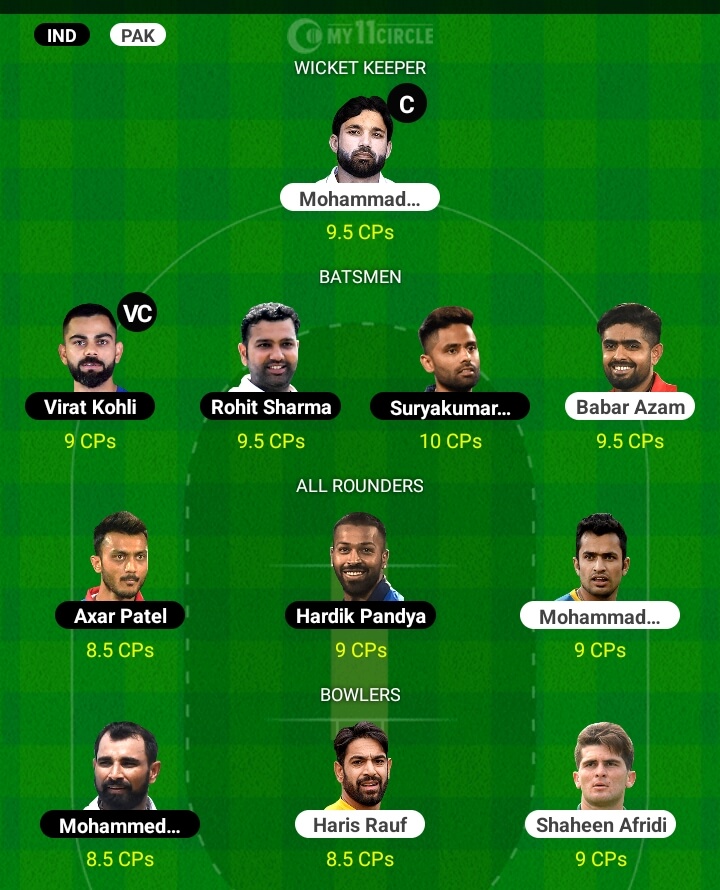 IND PAK
MY11CIRCLE
WICKET KEEPER
C
Mohammad...
9.5 CPs
BATSMEN
VC
Virat Kohli Rohit Sharma Suryakumar... Babar Azam
9 CPs 9.5 CPs 10 CPs 9.5 CPs
ALL ROUNDERS
Axar Patel Hardik Pandya Mohammad...
8.5 CPs 9 CPs 9 CPs
BOWLERS
Mohammed... Haris Rauf Shaheen Afridi
8.5 CPs 8.5 CPs 9 CPs